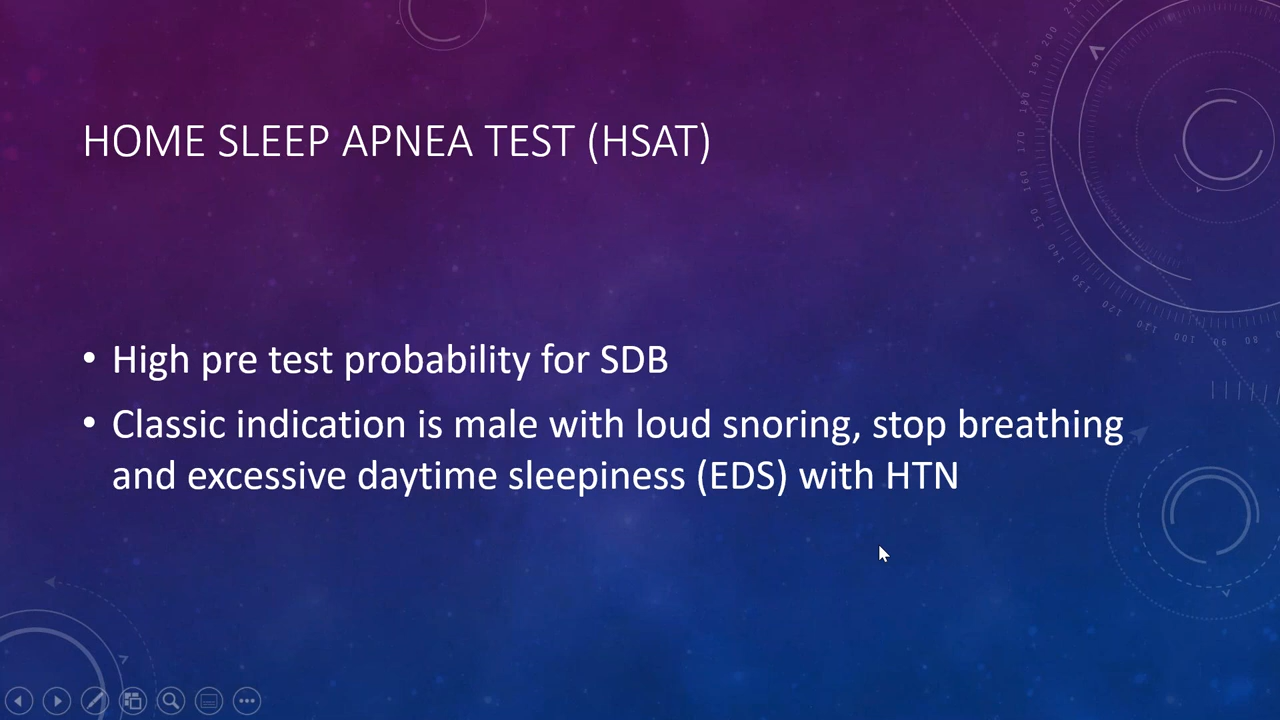 HOME SLEEP APNEA TEST (HSAT)
• High pre test probability for SDB
• Classic indication is male with loud snoring, stop breathing
and excessive daytime sleepiness (EDS) with HTN